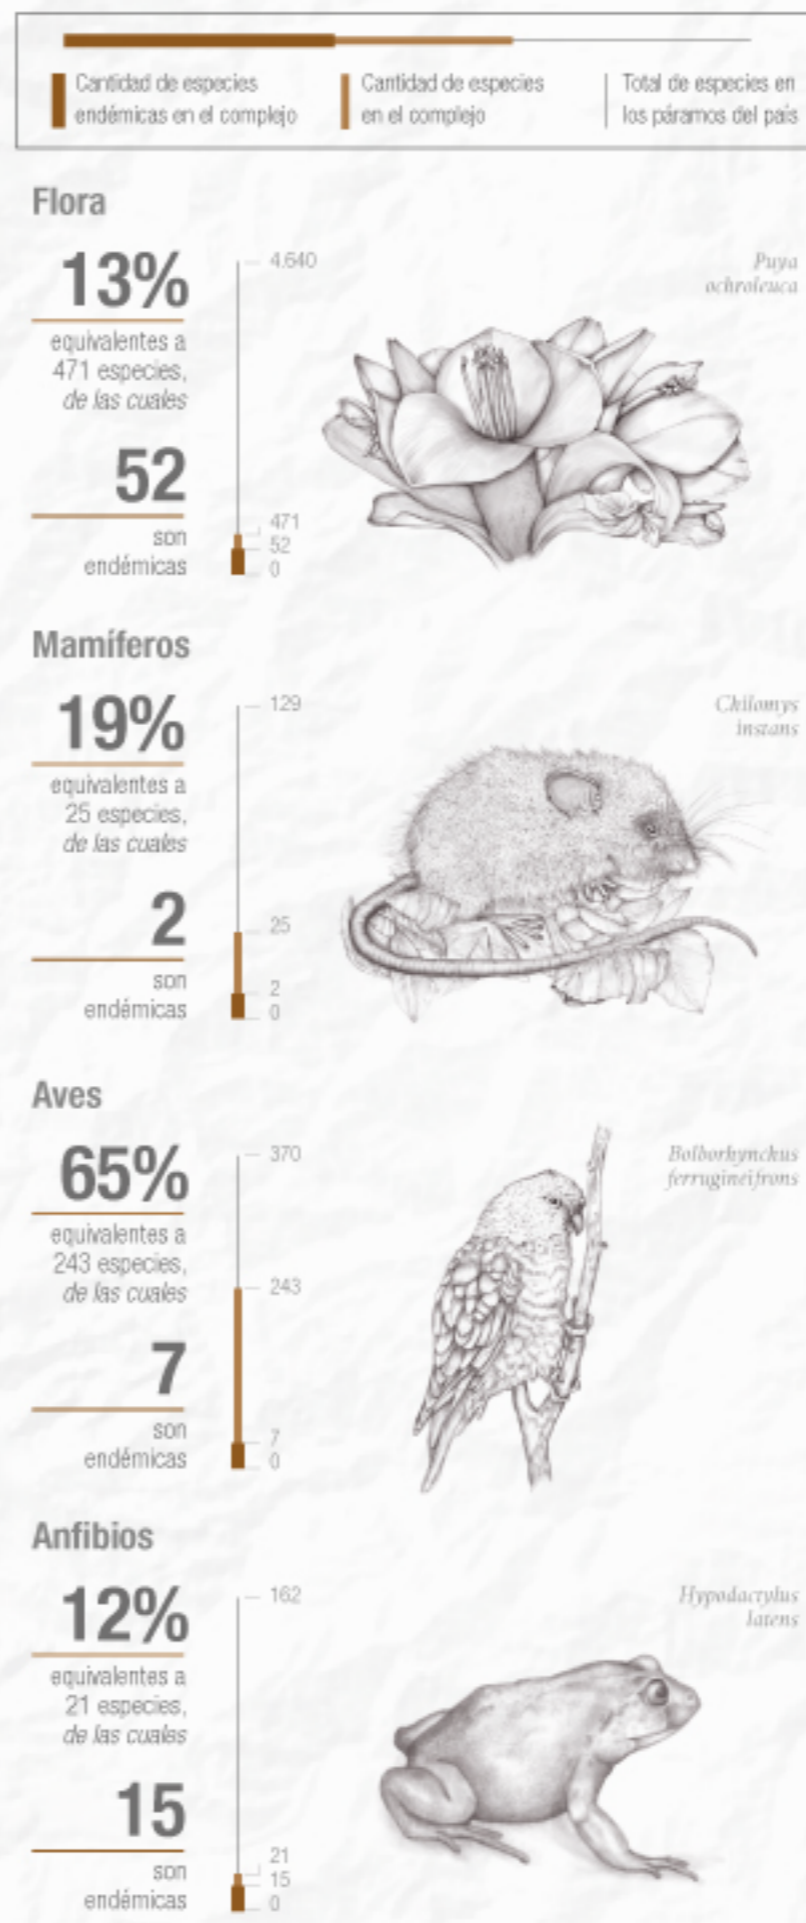 Cantidad de especies
endémicas en el complejo
Cantidad de especies
en el complejo
Total de especies en
los páramos del país
Flora
13%
equivalentes a
471 especies,
de las cuales
52
son
endémicas
4.640
471
52
0
Puya
ochroleuca
Mamíferos
19%
equivalentes a
25 especies,
de las cuales
2
son
endémicas
129
25
2
0
Chilomys
instans
Aves
65%
equivalentes a
243 especies,
de las cuales
7
son
endémicas
370
243
7
0
Bolborhynchus
ferrugineifrons
Anfibios
12%
equivalentes a
21 especies,
de las cuales
15
son
endémicas
162
21
15
0
Hypodactylus
latens